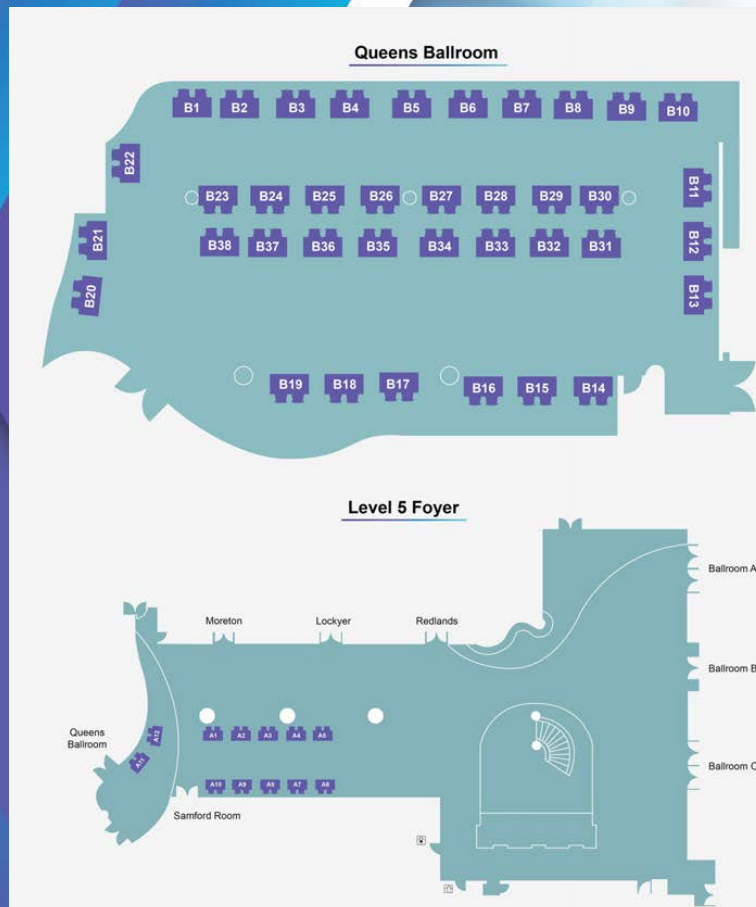 Queens Ballroom
B1 B2 B3 B4 B5 B6 B7 B8 B9 B10
B22
B11
B23 B24 B25 B26 B27 B28 B29 B30
B21
B38 B37 B36 B35 B34 B33 B32 B31
B12
B20
B13
B19 B18 B17 B16 B15 B14
Level 5 Foyer
Ballroom A
Moreton Lockyer Redlands
Ballroom B
Queens
Ballroom
A12
A1 A2 A3 A4 A5
A11
Ballroom C
A10 A9 A8 A7 A6
Samford Room